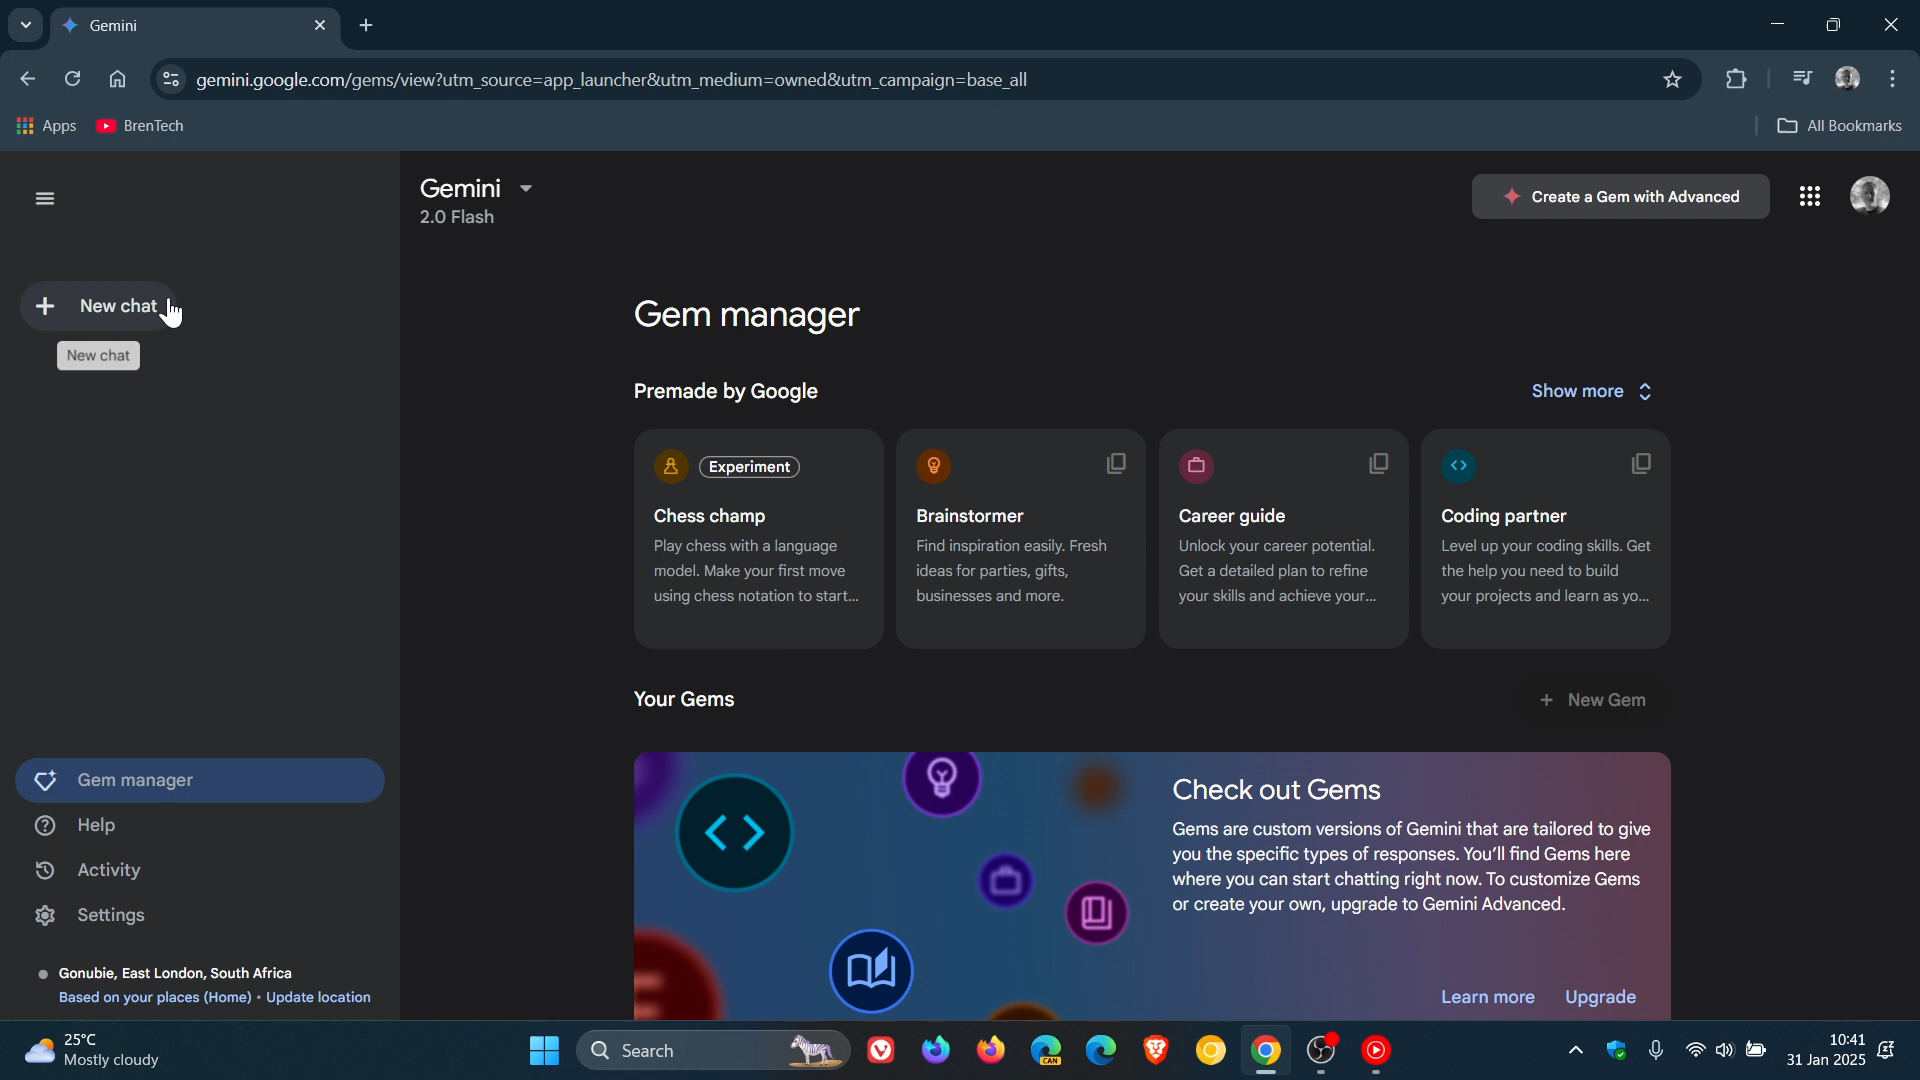 Gemini
gemini.google.com/gems/view?utm_source=app_launcher&utm_medium=owned&utm_campaign=base_all
Apps
BrenTech
All Bookmarks
Gemini
2.0 Flash
Create a Gem with Advanced
New chat
New chat
Gem manager
Premade by Google
Show more
Experiment
Chess champ
Play chess with a language
model. Make your first move
using chess notation to start...
Brainstormer
Find inspiration easily. Fresh
ideas for parties, gifts,
businesses and more.
Career guide
Unlock your career potential.
Get a detailed plan to refine
your skills and achieve your...
Coding partner
Level up your coding skills. Get
the help you need to build
your projects and learn as yo...
Your Gems
New Gem
Check out Gems
Gems are custom versions of Gemini that are tailored to give
you the specific types of responses. You'll find Gems here
where you can start chatting right now. To customize Gems
or create your own, upgrade to Gemini Advanced.
Learn more
Upgrade
Gem manager
Help
Activity
Settings
Gonubie, East London, South Africa
Based on your places (Home) • Update location
25°C
Mostly cloudy
Search
CAN
10:41
31 Jan 2025